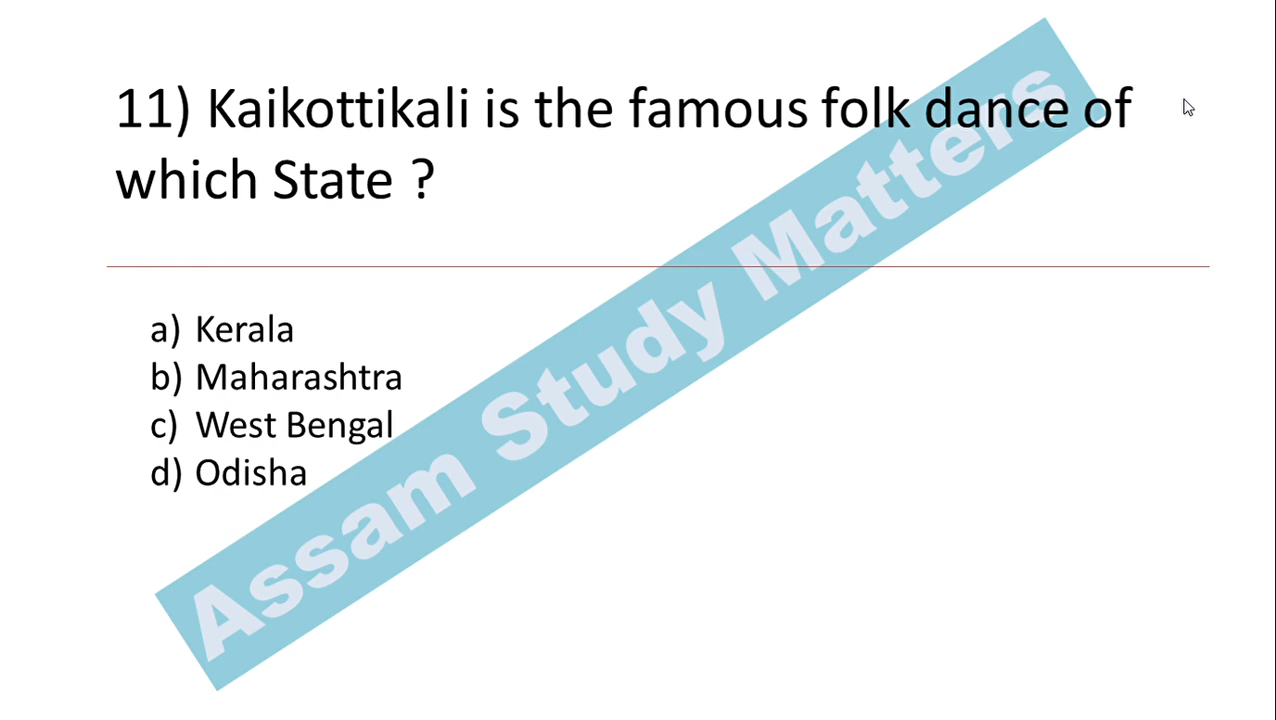 11) Kaikottikali is the famous folk dance of
which State ?
a) Kerala
b) Maharashtra
c) West Bengal
d) Odisha
Assam Study Matters